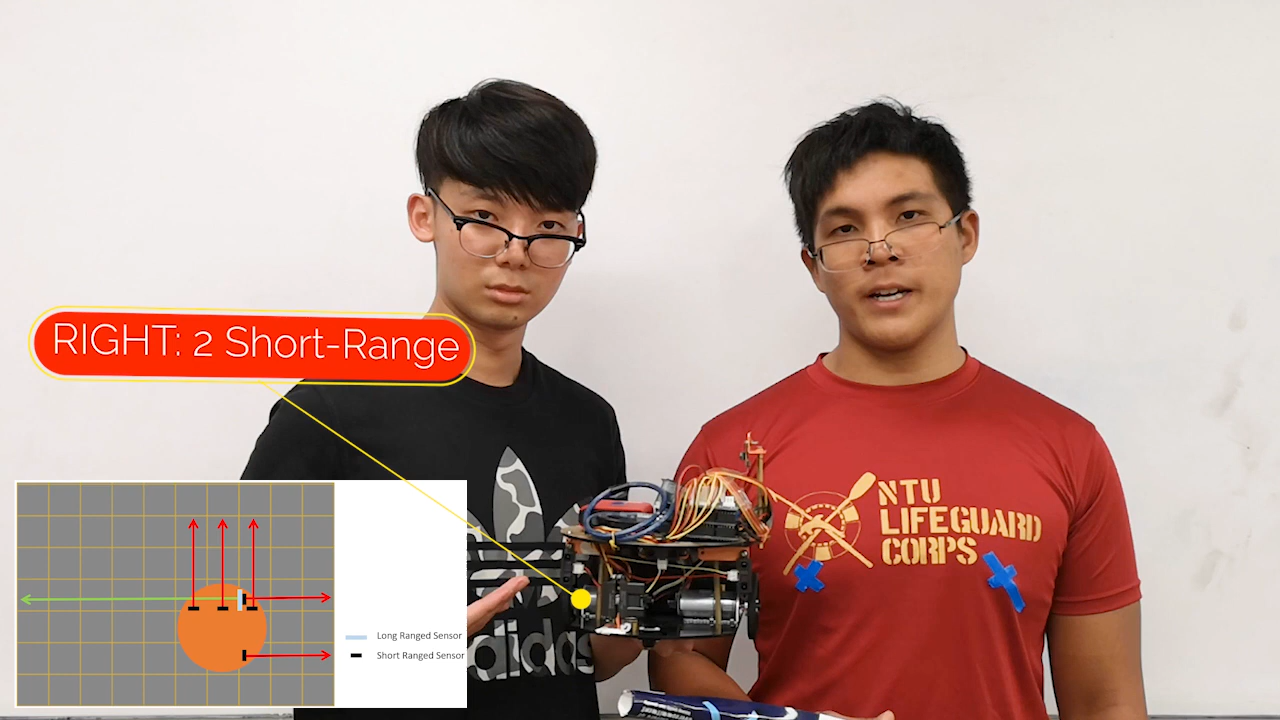 RIGHT: 2 Short-Range
NTU
LIFEGUARD
CORPS
adidas
Long Ranged Sensor
Short Ranged Sensor